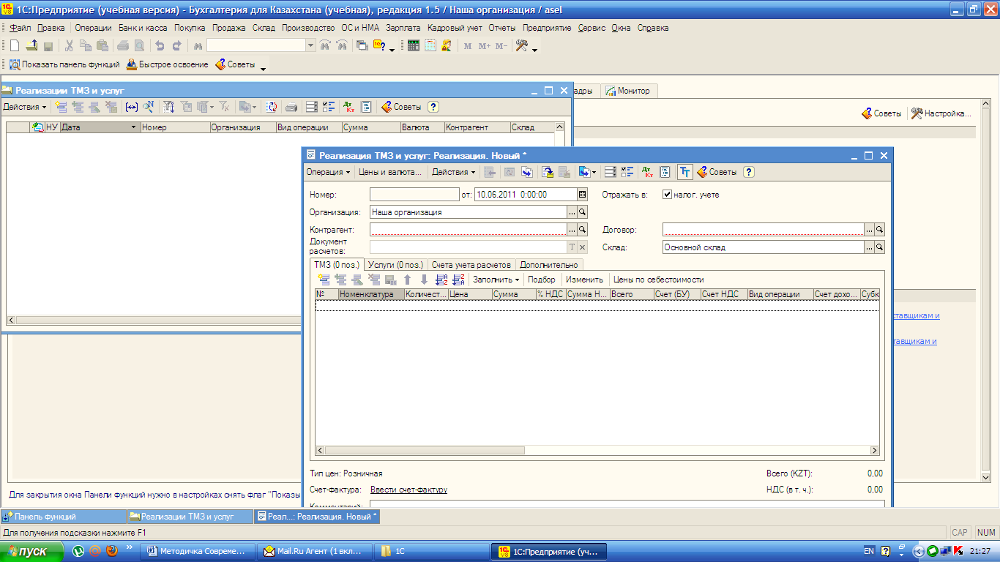 1С:Предприятие (учебная версия) - Бухгалтерия для Казахстана (учебная), редакция 1.5 / Наша организация / asel
Файл Правка Операции Банк и касса Покупка Продажа Склад Производство ОС и НМА Зарплата Кадровый учет Отчеты Предприятие Сервис Окна Справка
M M+ M-
Показать панель функций Быстрое освоение Советы
Реализации ТМЗ и услуг
адры Монитор
Действия Советы ?
Советы Настройка...
НУ Дата Номер Организация Вид операции Сумма Валюта Контрагент Склад
Реализация ТМЗ и услуг: Реализация. Новый *
Операция Цены и валюта... Действия Советы ?
Номер: от: 10.06.2011 0:00:00 Отражать в: налог. учете
Организация: Наша организация
Контрагент: Договор:
Документ расчетов: Т Склад: Основной склад
ТМЗ (0 поз.) Услуги (0 поз.) Счета учета расчетов Дополнительно
Заполнить Подбор Изменить Цены по себестоимости
№ Номенклатура Количест... Цена Сумма % НДС Сумма Н... Всего Счет (БУ) Счет НДС Вид операции Счет дохо... Субк
ставщикам и
тавщикам и
Тип цен: Розничная Всего (KZT): 0,00
Счет-фактура: Ввести счет-фактуру НДС (в т. ч.): 0,00
Для закрытия окна Панели функций нужно в настройках снять флаг "Показы
Комментарий:
Панель функций Реализации ТМЗ и услуг Реал...: Реализация. Новый *
Для получения подсказки нажмите F1 CAP NUM
пуск Методичка Совреме... Mail.Ru Агент (1 вкл... 1С 1С:Предприятие (уч... EN 21:27